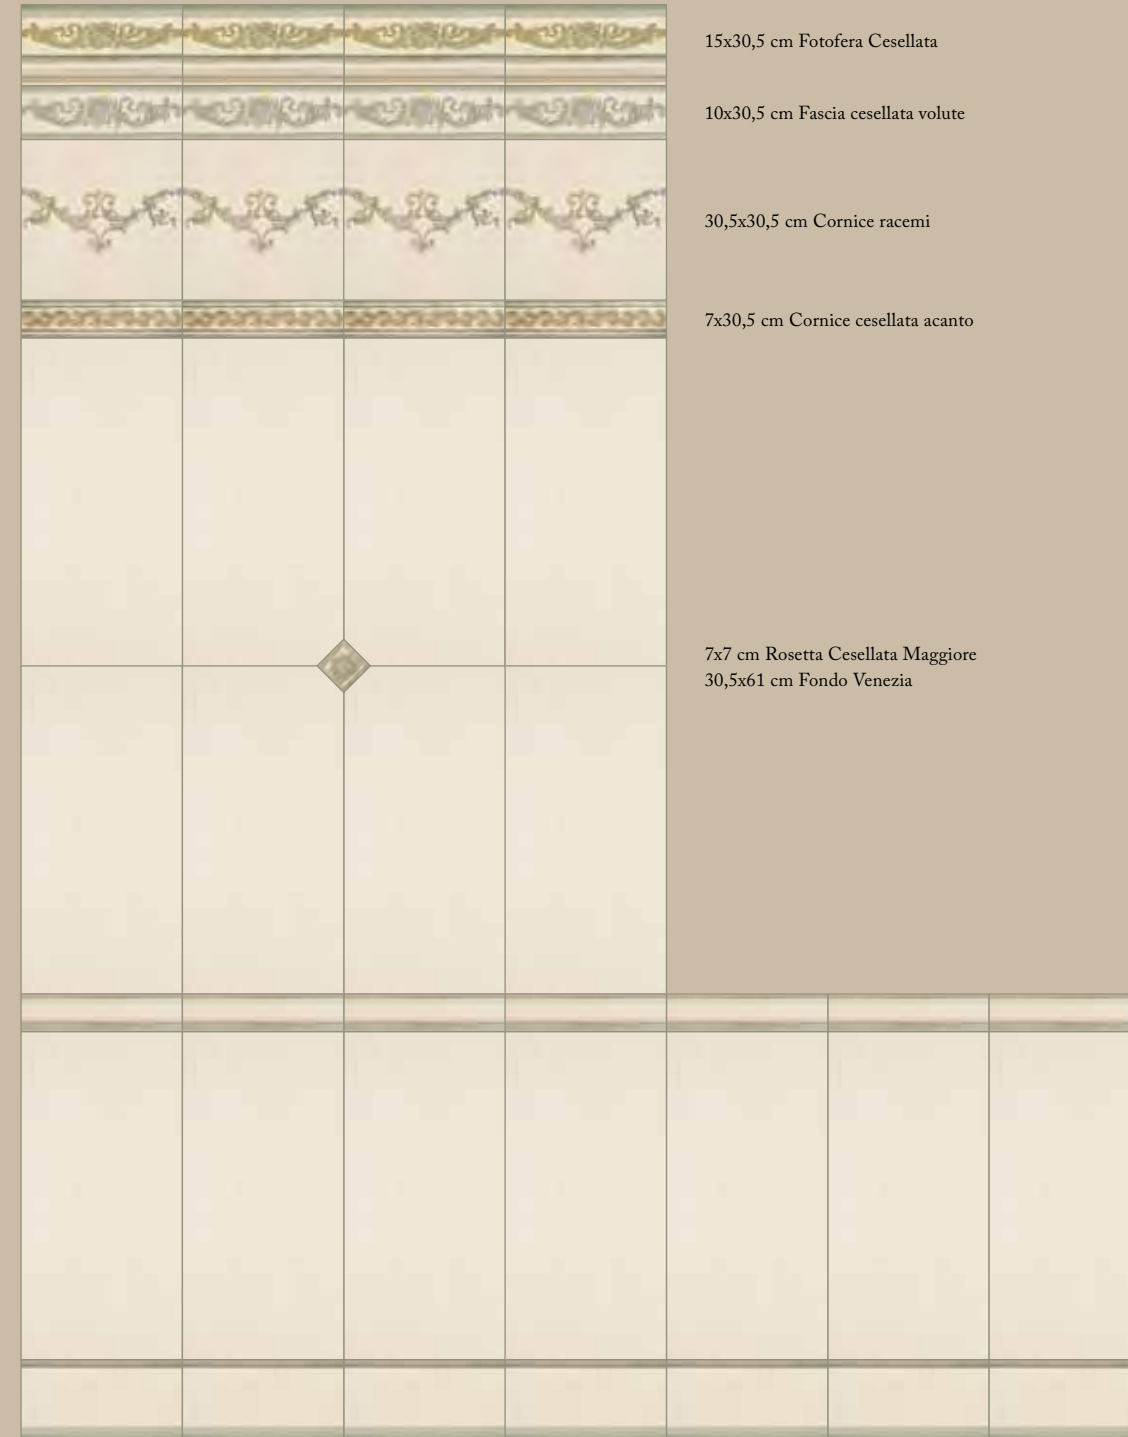 15x30,5 cm Fotofera Cesellata
10x30,5 cm Fascia cesellata volute
30,5x30,5 cm Cornice racemi
7x30,5 cm Cornice cesellata acanto
7x7 cm Rosetta Cesellata Maggiore
30,5x61 cm Fondo Venezia